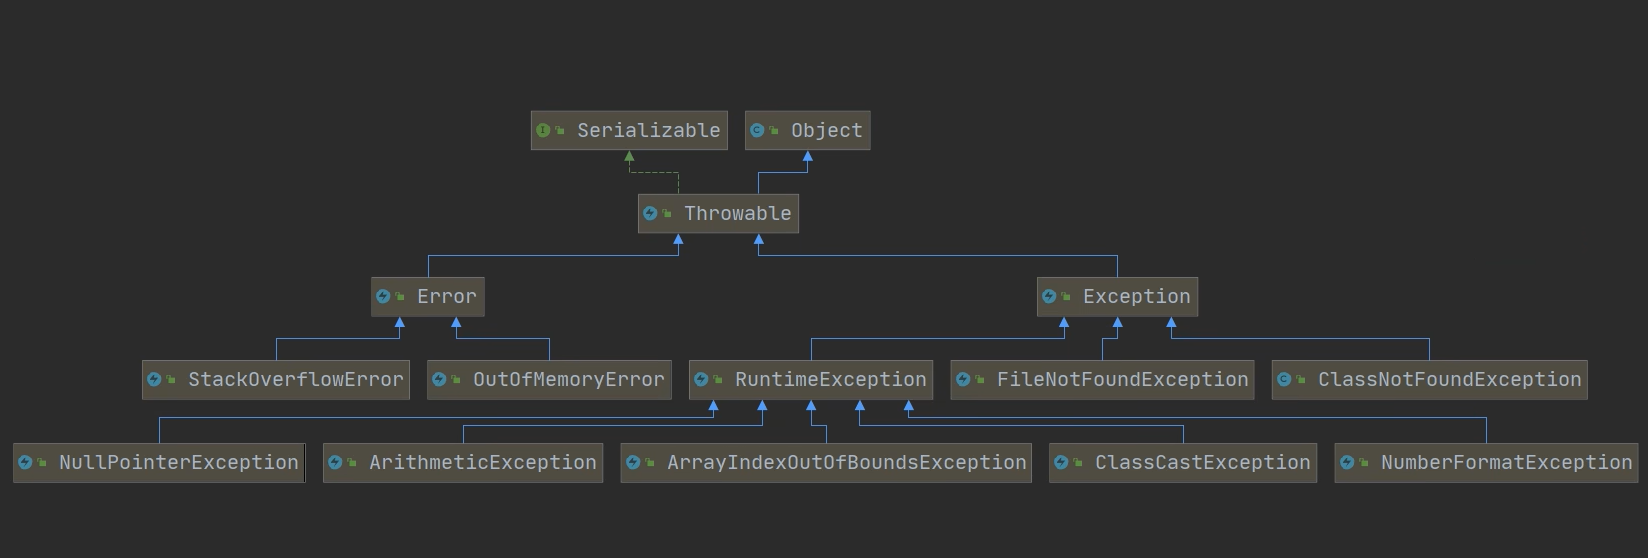 Serializable
Object
Throwable
Error
Exception
StackOverflowError
OutOfMemoryError
RuntimeException
FileNotFoundException
ClassNotFoundException
NullPointerException
ArithmeticException
ArrayIndexOutOfBoundsException
ClassCastException
NumberFormatException